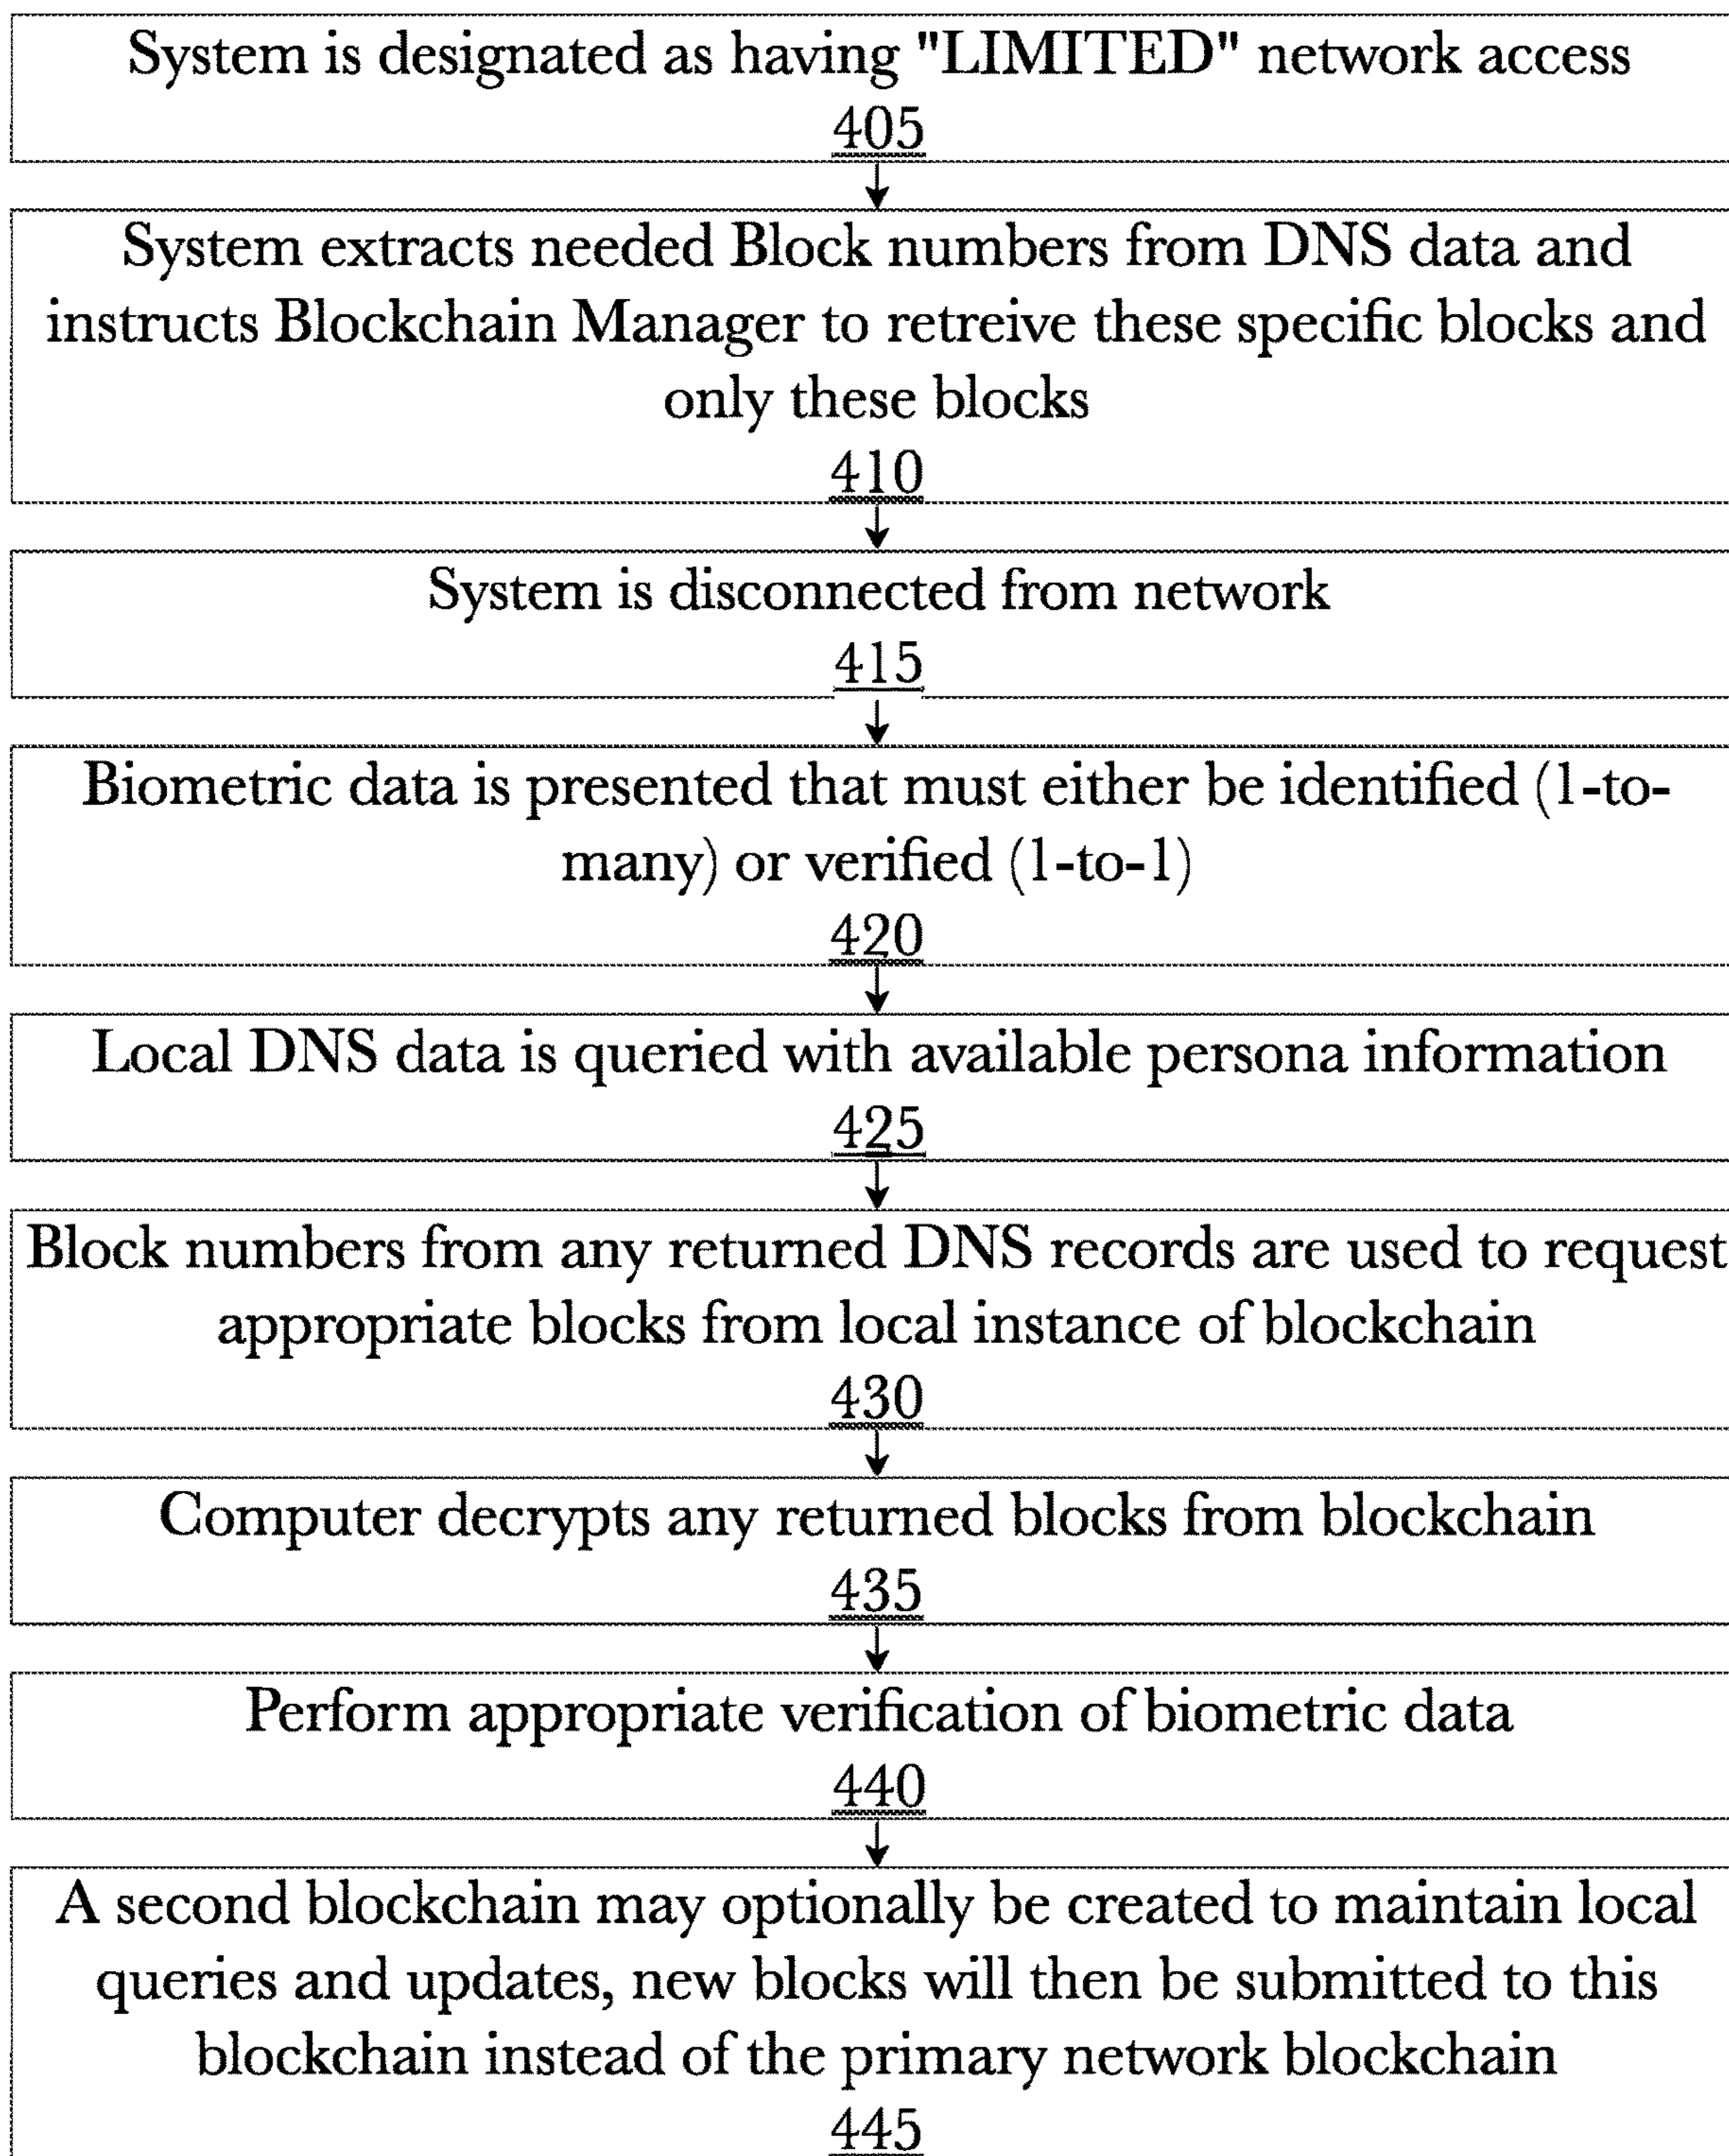 System is designated as having "LIMITED" network access
405
System extracts needed Block numbers from DNS data and
instructs Blockchain Manager to retreive these specific blocks and
only these blocks
410
System is disconnected from network
415
Biometric data is presented that must either be identified (1-to-
many) or verified (1-to-1)
420
Local DNS data is queried with available persona information
425
Block numbers from any returned DNS records are used to request
appropriate blocks from local instance of blockchain
430
Computer decrypts any returned blocks from blockchain
435
Perform appropriate verification of biometric data
440
A second blockchain may optionally be created to maintain local
queries and updates, new blocks will then be submitted to this
blockchain instead of the primary network blockchain
445